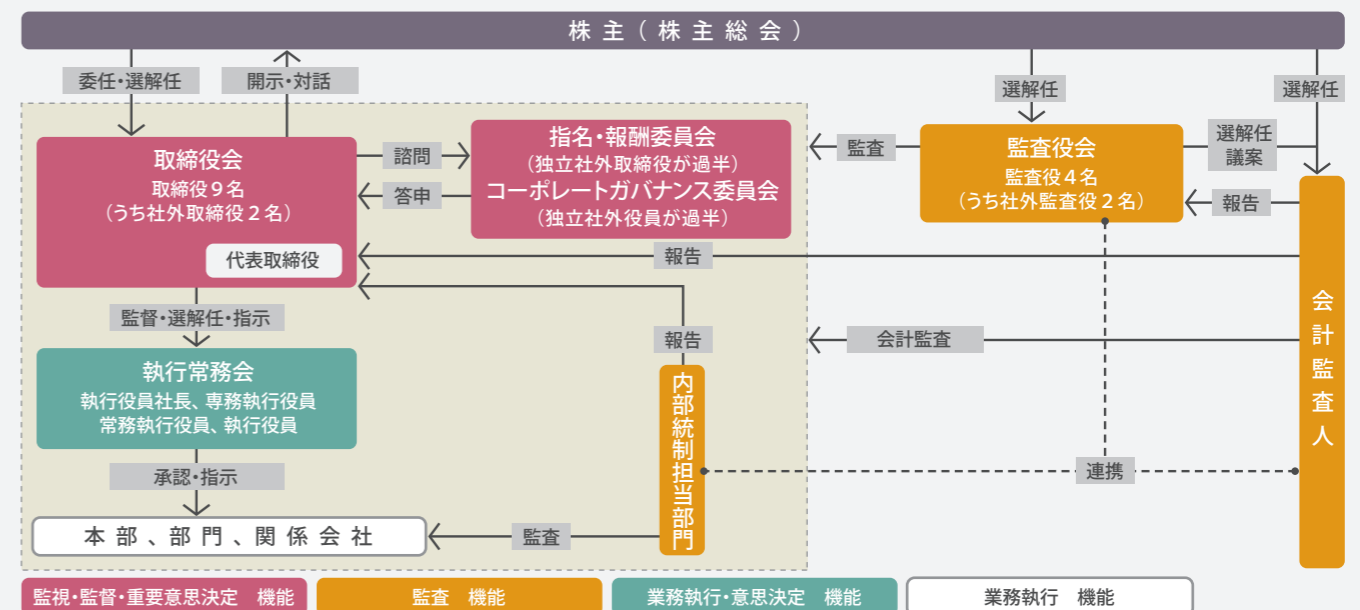 株主(株主総会)
委任・選解任
開示・対話
選解任
選解任
取締役会
取締役9名
(うち社外取締役2名)
代表取締役
諮問
答申
指名・報酬委員会
(独立社外取締役が過半)
コーポレートガバナンス委員会
(独立社外役員が過半)
監査
監査役会
監査役4名
(うち社外監査役2名)
選解任
議案
報告
報告
監督・選解任・指示
報告
会計監査
会計監査人
執行常務会
執行役員社長、専務執行役員
常務執行役員、執行役員
内部統制担当部門
承認・指示
連携
本部、部門、関係会社
監査
監視・監督・重要意思決定 機能
監査 機能
業務執行・意思決定 機能
業務執行 機能